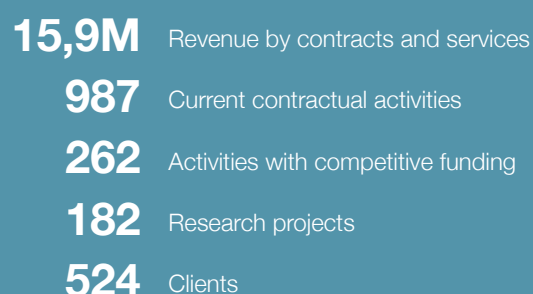 15,9M Revenue by contracts and services
987 Current contractual activities
262 Activities with competitive funding
182 Research projects
524 Clients